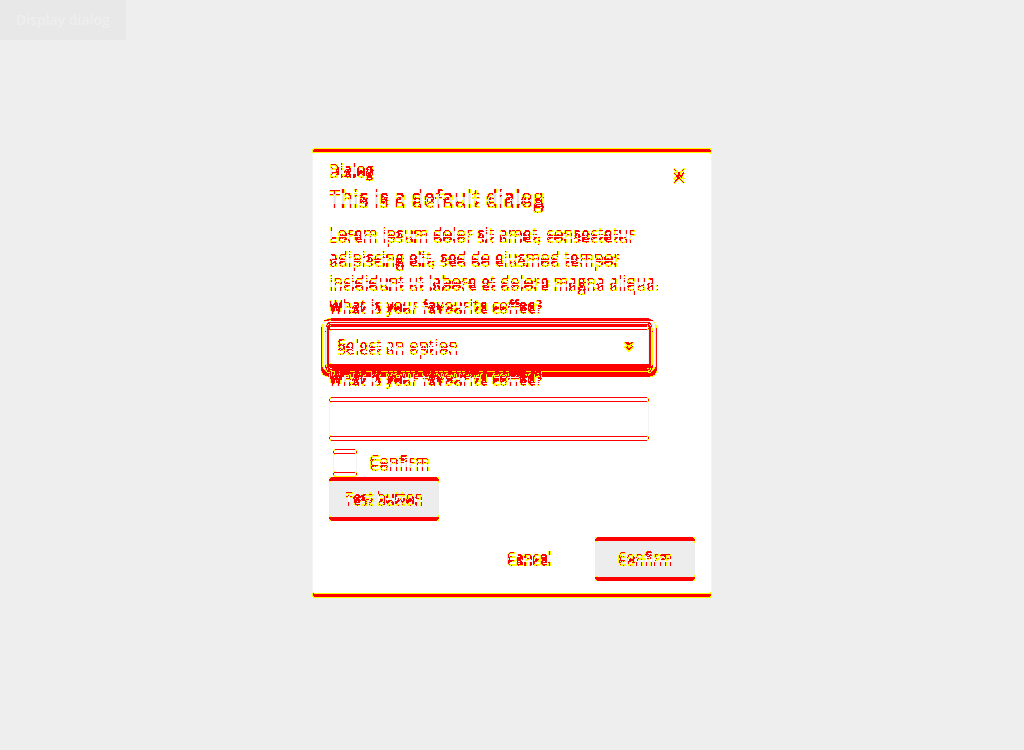 Display dialog
Dialog
This is a default dialog
Lorem ipsum dolor sit amet, consectetur
adipiscing elit, sed do eiusmod temper
incididunt ut labore et dolore magna aliqua.
What is your favourite coffee?
Select an option
What is your favourite coffee?
Confirm
Test button
Cancel
Confirm